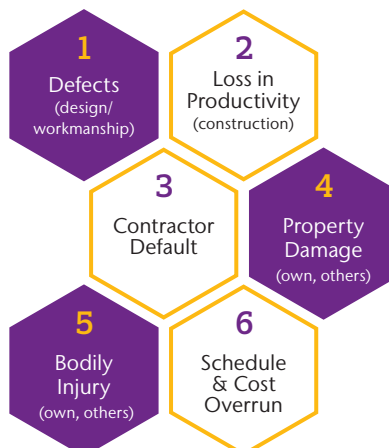 1
Defects
(design/
workmanship)
2
Loss in
Productivity
(construction)
3
Contractor
Default
4
Property
Damage
(own, others)
5
Bodily
Injury
(own, others)
6
Schedule
& Cost
Overrun